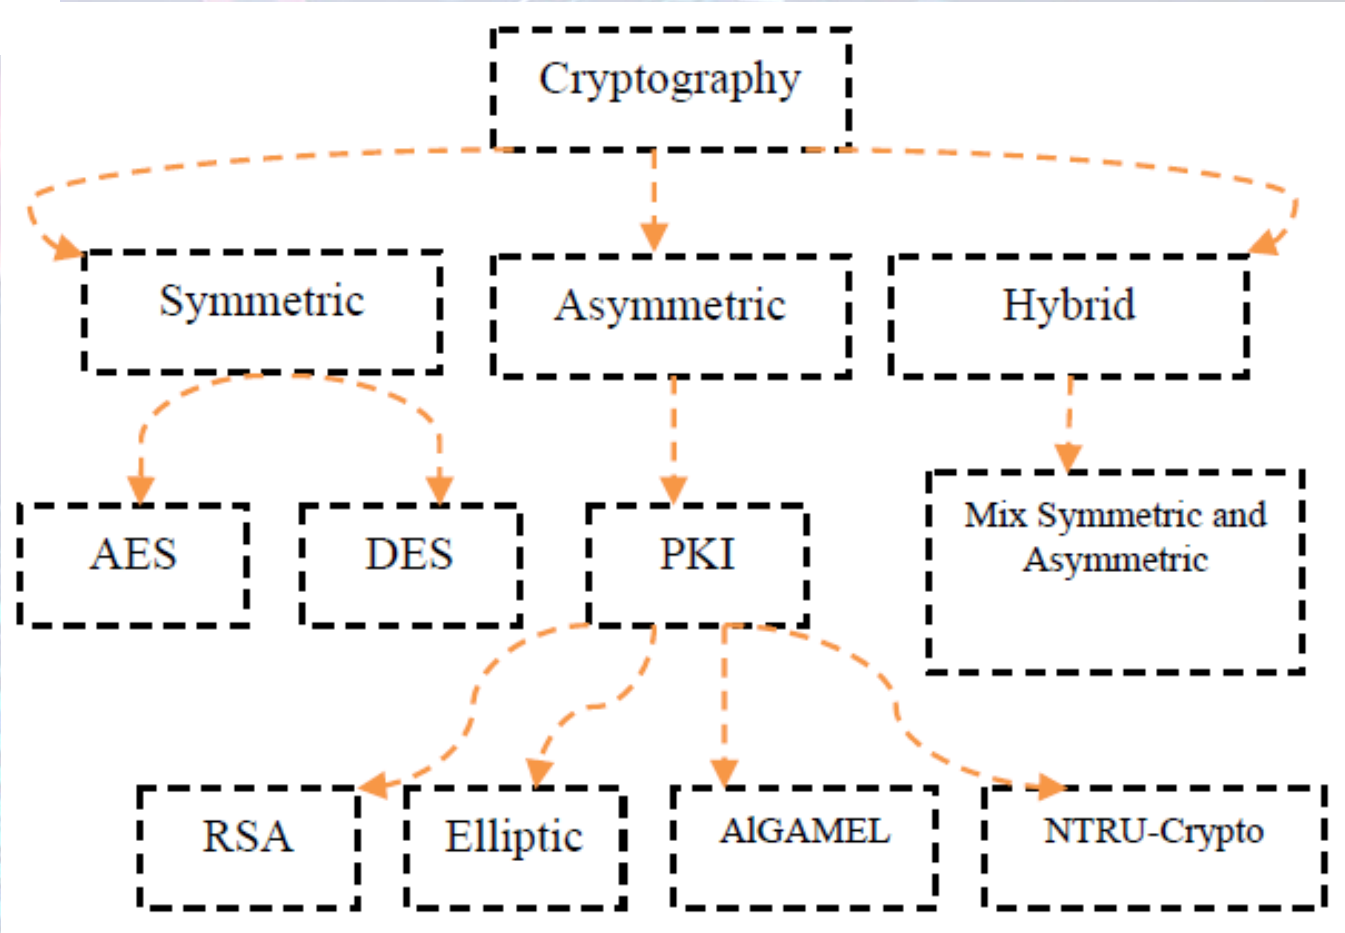 Cryptography
Symmetric
Asymmetric
Hybrid
AES
DES
PKI
Mix Symmetric and
Asymmetric
RSA
Elliptic
AlGAMEL
NTRU-Crypto